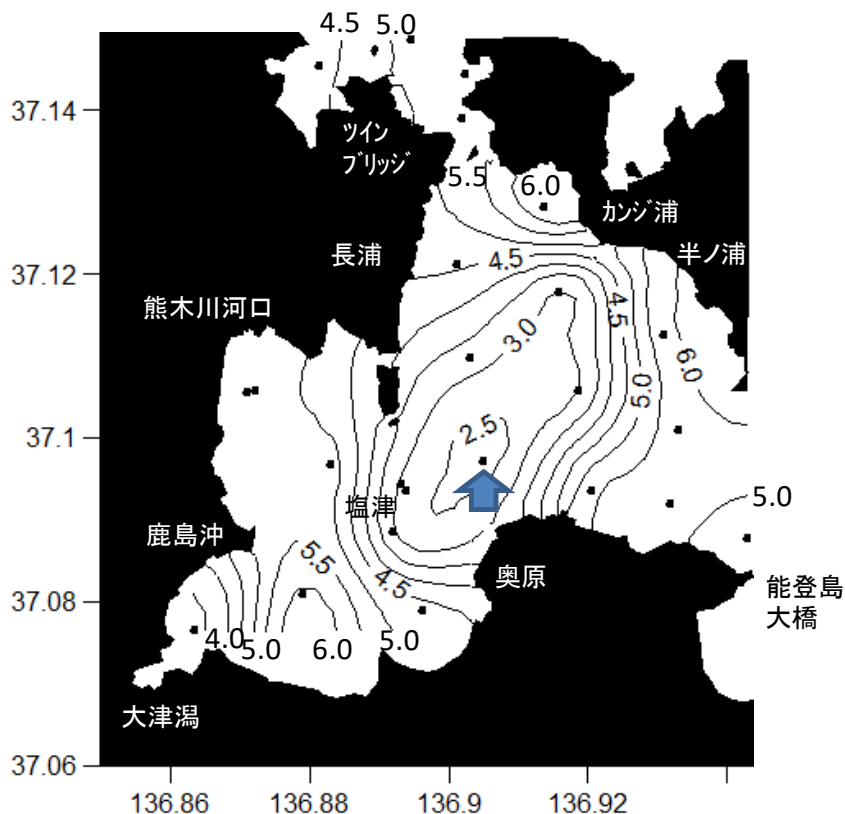 4.5
5.0
37.14
ツイン
ブリッジ
5.5
6.0
カンジ浦
37.12
長浦
4.5
半ノ浦
熊木川河口
3.0
4.5
6.0
5.0
37.1
2.5
塩津
5.0
鹿島沖
5.5
4.5
奥原
能登島
大橋
37.08
4.0
5.0
6.0
5.0
大津潟
37.06
136.86
136.88
136.9
136.92